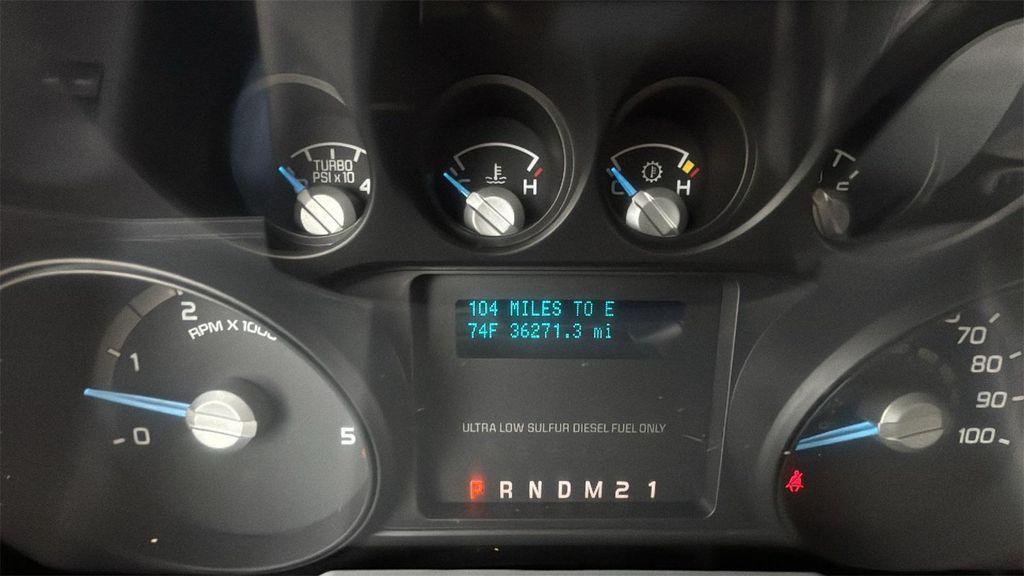 TURBO
PSI x 10
4
H
C H
2
RPM X 1000
1
0
5
104 MILES TO E
74F 36271.3 mi
70
80
90
100
ULTRA LOW SULFUR DIESEL FUEL ONLY
P R N D M 2 1